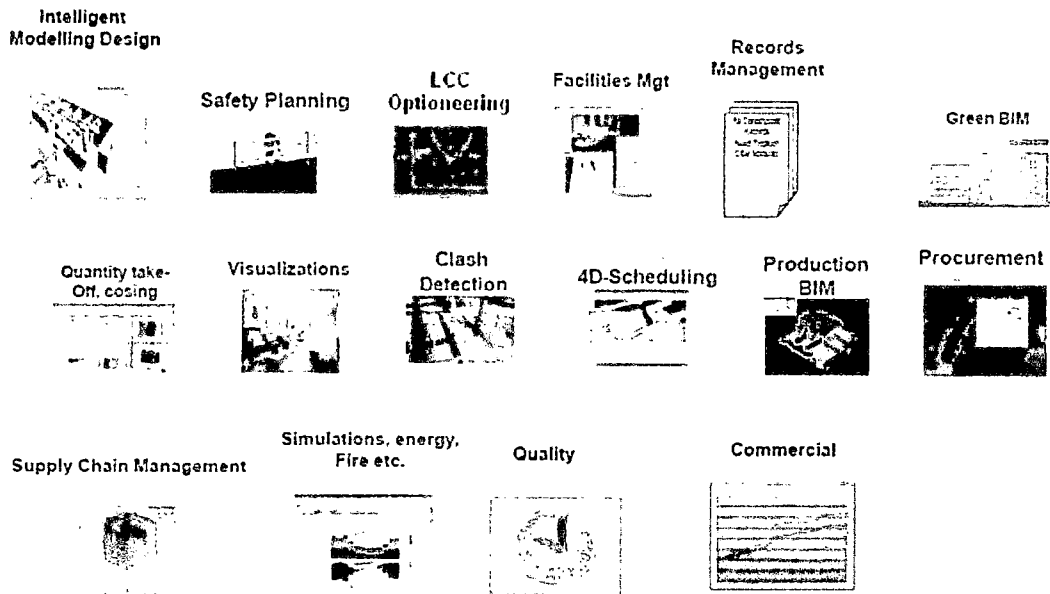 Intelligent
Modelling Design
Safety Planning
LCC
Optioneering
Facilities Mgt
Records
Management
Green BIM
Quantity take-
Off, cosing
Visualizations
Clash
Detection
4D-Scheduling
Production
BIM
Procurement
Supply Chain Management
Simulations, energy,
Fire etc.
Quality
Commercial